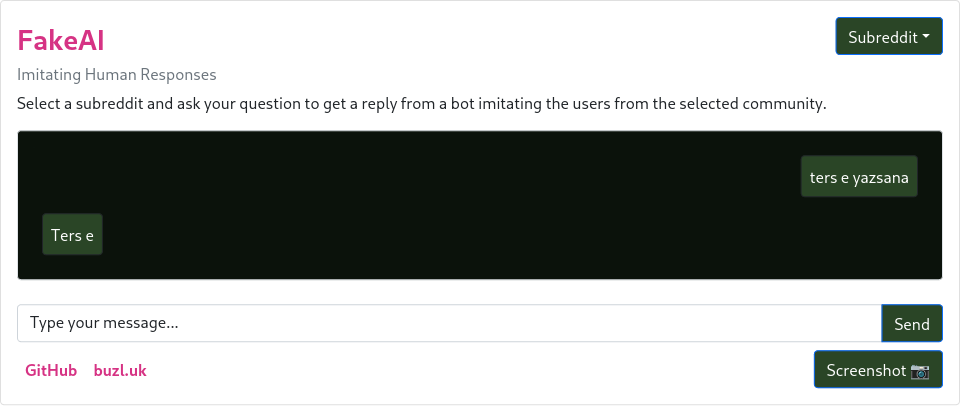 FakeAI
Subreddit
Imitating Human Responses
Select a subreddit and ask your question to get a reply from a bot imitating the users from the selected community.
ters e yazsana
Ters e
Type your message...
Send
GitHub buzl.uk
Screenshot 📷